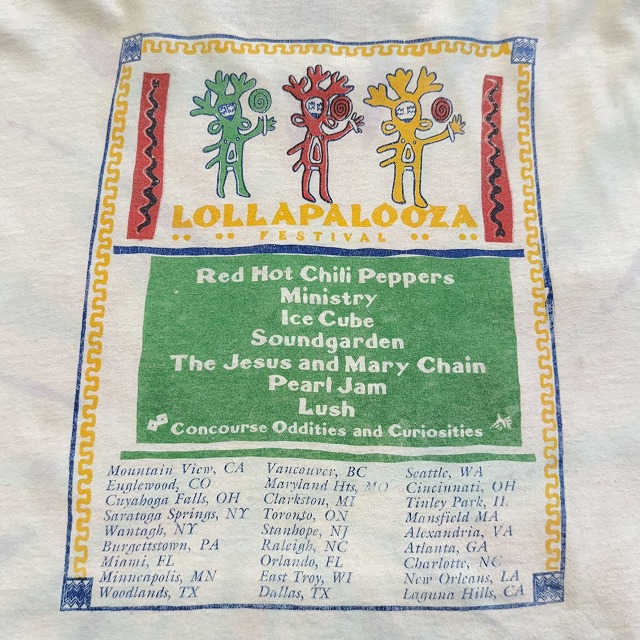 LOLLAPALOOZA
FESTIVAL
Red Hot Chili Peppers
Ministry
Ice Cube
Soundgarden
The Jesus and Mary Chain
Pearl Jam
Lush
Concourse Oddities and Curiosities
Mountain View, CA Vancouver, BC Seattle, WA
Englewood, CO Maryland Hts, MO Cincinnati, OH
Cuyahoga Falls, OH Clarkston, MI Tinley Park, IL
Saratoga Springs, NY Toronto, ON Mansfield MA
Wantagh, NY Stanhope, NJ Alexandria, VA
Burgettstown, PA Raleigh, NC Atlanta, GA
Miami, FL Orlando, FL Charlotte, NC
Minneapolis, MN East Troy, WI New Orleans, LA
Woodlands, TX Dallas, TX Laguna Hills, CA